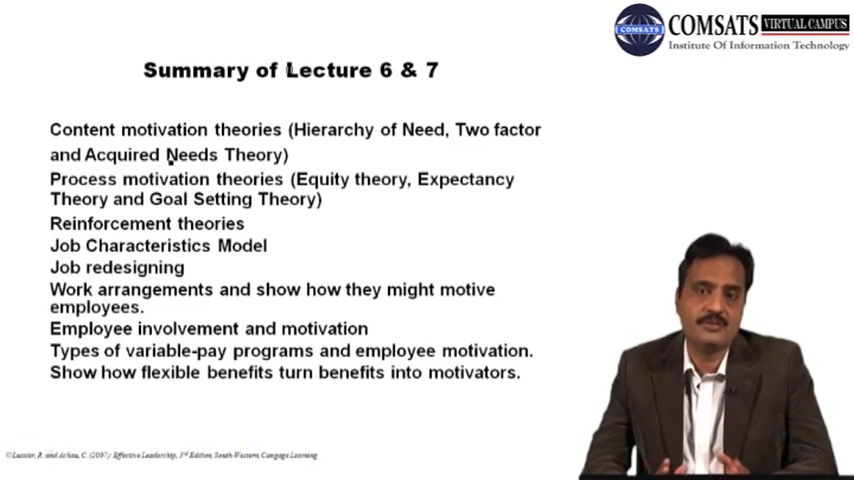 COMSATS VIRTUAL CAMPUS
COMSATS
Institute Of Information Technology
Summary of Lecture 6 & 7
Content motivation theories (Hierarchy of Need, Two factor
and Acquired Needs Theory)
Process motivation theories (Equity theory, Expectancy
Theory and Goal Setting Theory)
Reinforcement theories
Job Characteristics Model
Job redesigning
Work arrangements and show how they might motive
employees.
Employee involvement and motivation
Types of variable-pay programs and employee motivation.
Show how flexible benefits turn benefits into motivators.
© Lussier, R. and Achua, C. (2007): Effective Leadership, 3rd Edition, South-Western, Cengage Learning